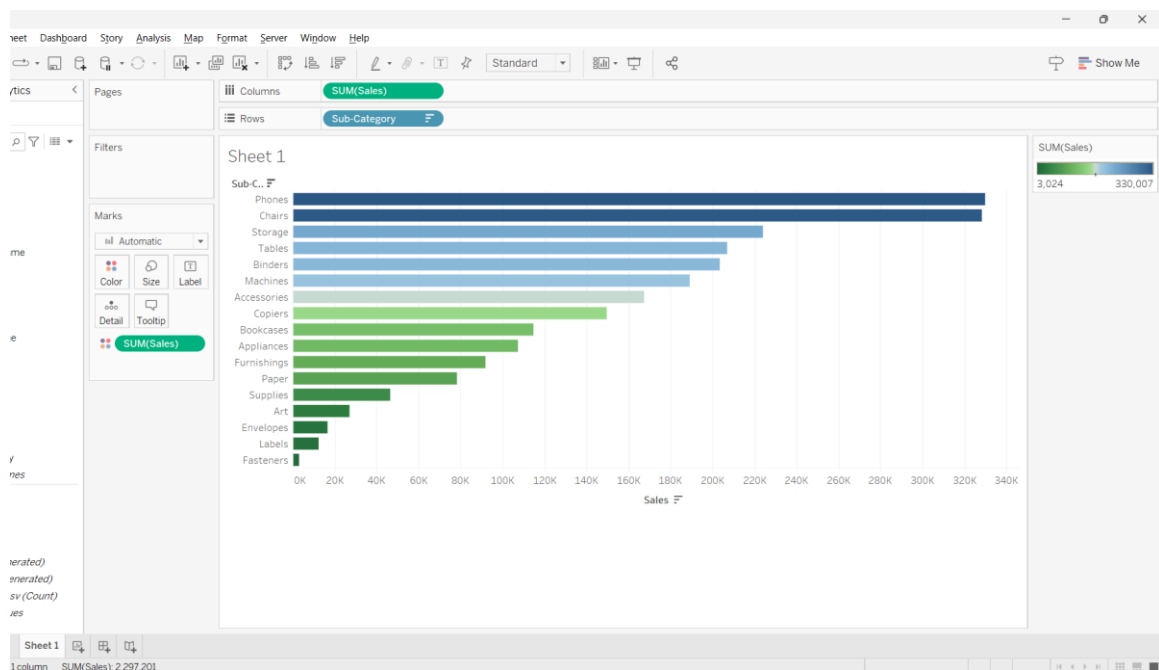 heet Dashboard Story Analysis Map Format Server Window Help
Standard
Show Me
ytics
Pages
Columns SUM(Sales)
Rows Sub-Category
Filters
Marks
Automatic
Color Size Label
Detail Tooltip
SUM(Sales)
ome
e
y
nes
nerated)
enerated)
sv (Count)
ues
Sheet 1
Sub-C..
Phones
Chairs
Storage
Tables
Binders
Machines
Accessories
Copiers
Bookcases
Appliances
Furnishings
Paper
Supplies
Art
Envelopes
Labels
Fasteners
0K 20K 40K 60K 80K 100K 120K 140K 160K 180K 200K 220K 240K 260K 280K 300K 320K 340K
Sales
SUM(Sales)
3,024 330,007
Sheet 1
1 column SUM(Sales): 2,297,201